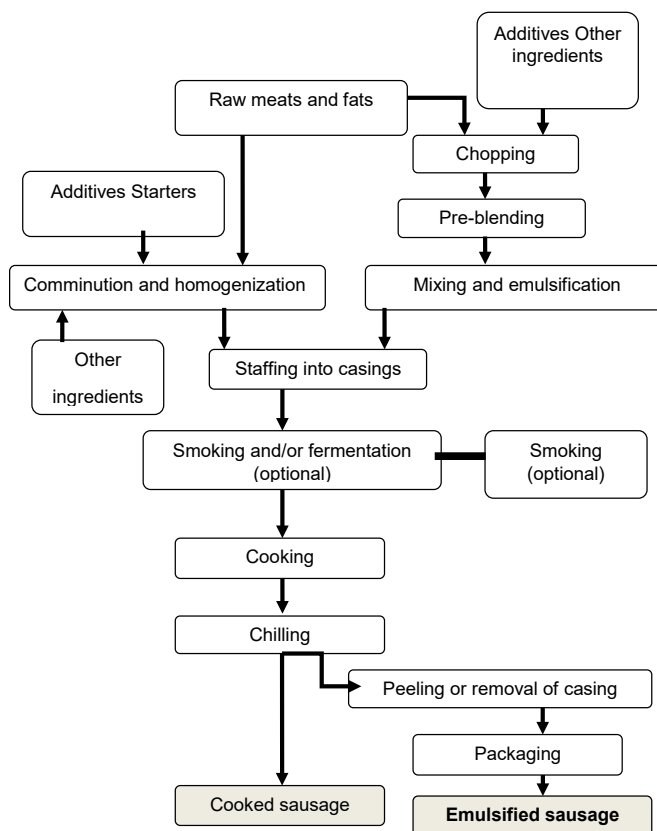 Additives Other
ingredients
Raw meats and fats
Chopping
Additives Starters
Pre-blending
Comminution and homogenization
Mixing and emulsification
Other
ingredients
Staffing into casings
Smoking and/or fermentation
(optional)
Smoking
(optional)
Cooking
Chilling
Peeling or removal of casing
Packaging
Cooked sausage
Emulsified sausage